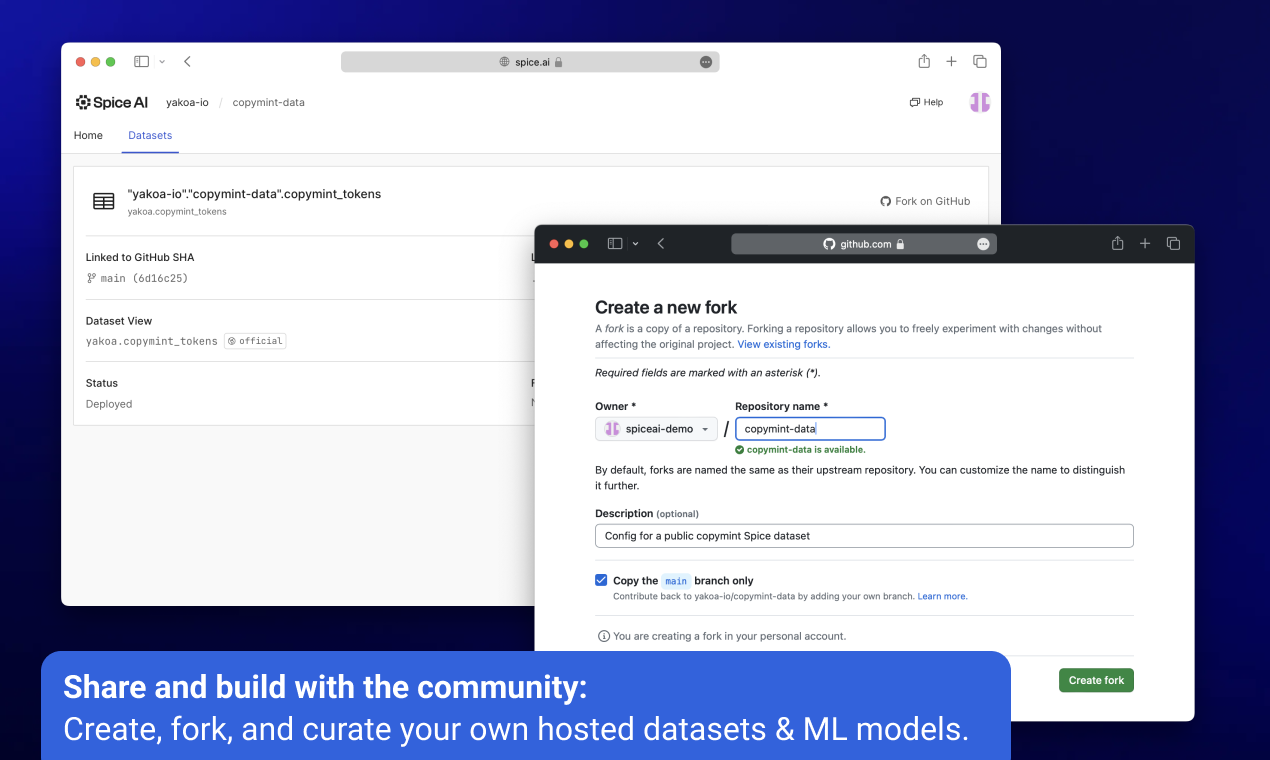 spice.ai
Spice AI yakoa-io / copymint-data
Help
Home Datasets
"yakoa-io"."copymint-data".copymint_tokens
yakoa.copymint_tokens
Fork on GitHub
Linked to GitHub SHA
main (6d16c25)
Dataset View
yakoa.copymint_tokens official
Status
Deployed
github.com
Create a new fork
A fork is a copy of a repository. Forking a repository allows you to freely experiment with changes without
affecting the original project. View existing forks.
Required fields are marked with an asterisk (*).
Owner * Repository name *
spiceai-demo / copymint-data
copymint-data is available.
By default, forks are named the same as their upstream repository. You can customize the name to distinguish
it further.
Description (optional)
Config for a public copymint Spice dataset
Copy the main branch only
Contribute back to yakoa-io/copymint-data by adding your own branch. Learn more.
You are creating a fork in your personal account.
Create fork
Share and build with the community:
Create, fork, and curate your own hosted datasets & ML models.